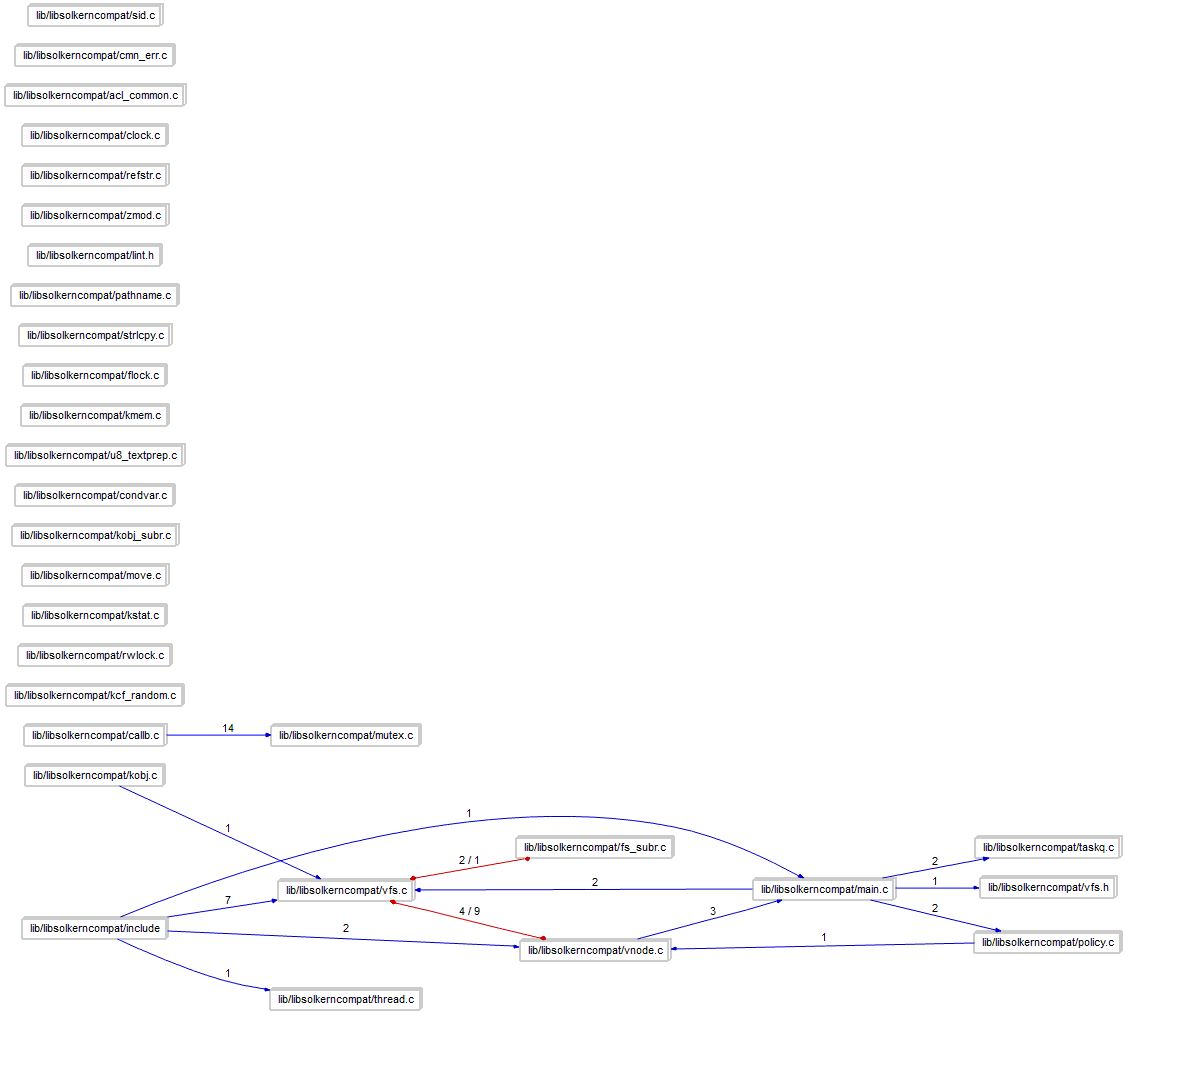 lib/libsolkerncompat/sid.c
lib/libsolkerncompat/cmn_err.c
lib/libsolkerncompat/acl_common.c
lib/libsolkerncompat/clock.c
lib/libsolkerncompat/refstr.c
lib/libsolkerncompat/zmod.c
lib/libsolkerncompat/lint.h
lib/libsolkerncompat/pathname.c
lib/libsolkerncompat/strlcpy.c
lib/libsolkerncompat/flock.c
lib/libsolkerncompat/kmem.c
lib/libsolkerncompat/u8_textprep.c
lib/libsolkerncompat/condvar.c
lib/libsolkerncompat/kobj_subr.c
lib/libsolkerncompat/move.c
lib/libsolkerncompat/kstat.c
lib/libsolkerncompat/rwlock.c
lib/libsolkerncompat/kcf_random.c
lib/libsolkerncompat/callb.c
14
lib/libsolkerncompat/mutex.c
lib/libsolkerncompat/kobj.c
1
1
lib/libsolkerncompat/fs_subr.c
lib/libsolkerncompat/taskq.c
2 / 1
2
lib/libsolkerncompat/vfs.c
2
lib/libsolkerncompat/main.c
1
lib/libsolkerncompat/vfs.h
7
4 / 9
3
2
lib/libsolkerncompat/include
2
lib/libsolkerncompat/vnode.c
1
lib/libsolkerncompat/policy.c
1
lib/libsolkerncompat/thread.c